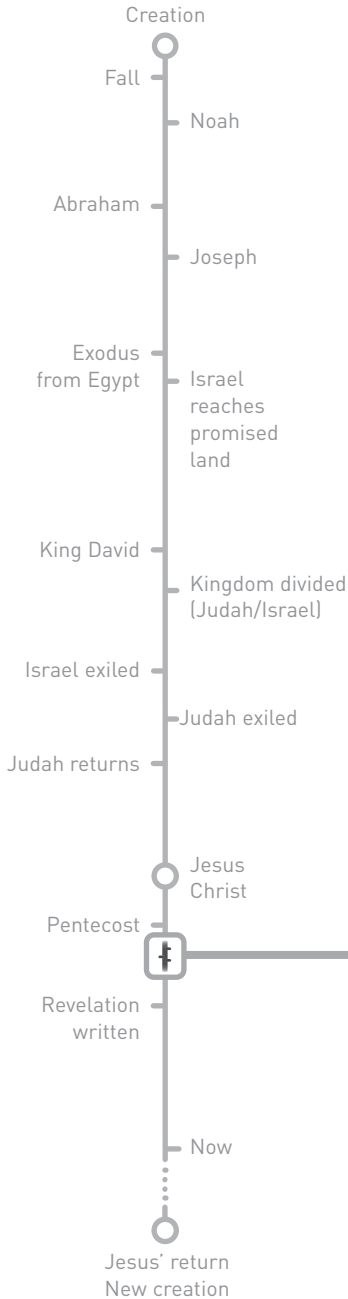 Creation
Fall
Noah
Abraham
Joseph
Exodus
from Egypt
Israel
reaches
promised
land
King David
Kingdom divided
(Judah/Israel)
Israel exiled
Judah exiled
Judah returns
Jesus
Christ
Pentecost
Revelation
written
Now
Jesus’ return
New creation